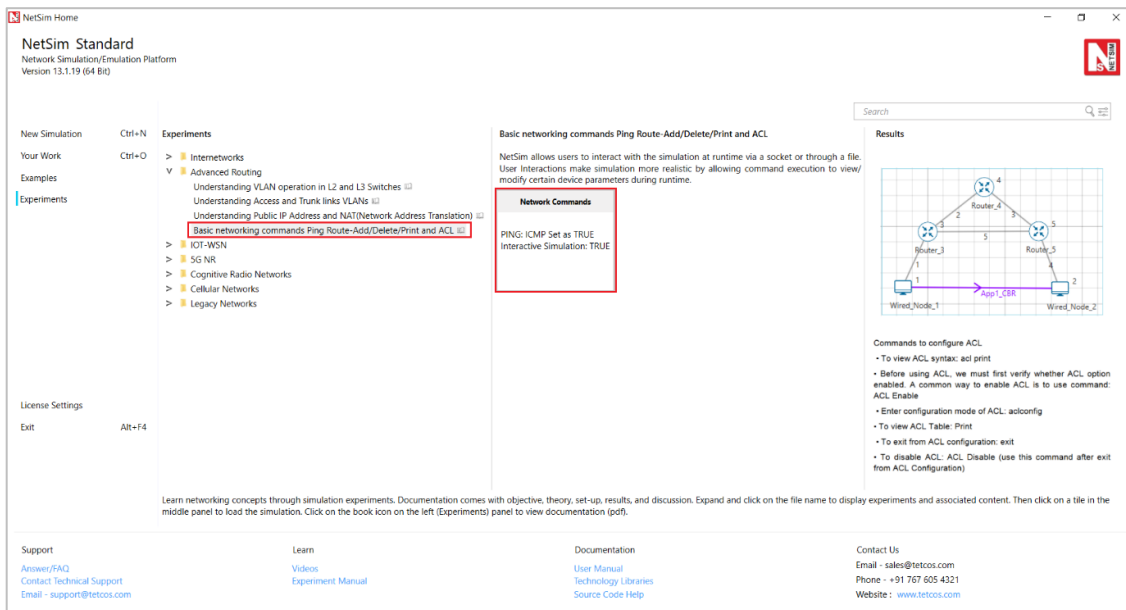 NetSim Home
NetSim Standard
Network Simulation/Emulation Platform
Version 13.1.19 (64 Bit)
NETSIM
Search
New Simulation Ctrl+N
Your Work Ctrl+O
Examples
Experiments
License Settings
Exit Alt+F4
Experiments
> Internetworks
v Advanced Routing
Understanding VLAN operation in L2 and L3 Switches
Understanding Access and Trunk links VLANs
Understanding Public IP Address and NAT(Network Address Translation)
Basic networking commands Ping Route-Add/Delete/Print and ACL
> IOT-WSN
> 5G NR
> Cognitive Radio Networks
> Cellular Networks
> Legacy Networks
Basic networking commands Ping Route-Add/Delete/Print and ACL
NetSim allows users to interact with the simulation at runtime via a socket or through a file.
User Interactions make simulation more realistic by allowing command execution to view/
modify certain device parameters during runtime.
Network Commands
PING: ICMP Set as TRUE
Interactive Simulation: TRUE
Results
4
Router_4
2
3
3
5
5
Router_3
Router_5
1
4
1
2
App1_CBR
Wired_Node_1
Wired_Node_2
Commands to configure ACL
• To view ACL syntax: acl print
• Before using ACL, we must first verify whether ACL option
enabled. A common way to enable ACL is to use command:
ACL Enable
• Enter configuration mode of ACL: aclconfig
• To view ACL Table: Print
• To exit from ACL configuration: exit
• To disable ACL: ACL Disable (use this command after exit
from ACL Configuration)
Learn networking concepts through simulation experiments. Documentation comes with objective, theory, set-up, results, and discussion. Expand and click on the file name to display experiments and associated content. Then click on a tile in the
middle panel to load the simulation. Click on the book icon on the left (Experiments) panel to view documentation (pdf).
Support
Answer/FAQ
Contact Technical Support
Email - support@tetcos.com
Learn
Videos
Experiment Manual
Documentation
User Manual
Technology Libraries
Source Code Help
Contact Us
Email - sales@tetcos.com
Phone - +91 767 605 4321
Website : www.tetcos.com